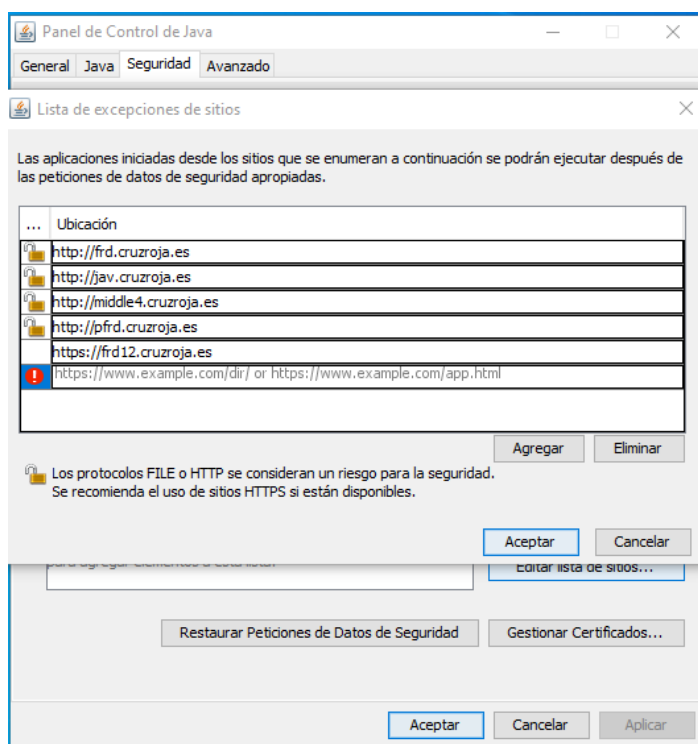 Panel de Control de Java
General Java Seguridad Avanzado
Lista de excepciones de sitios
Las aplicaciones iniciadas desde los sitios que se enumeran a continuación se podrán ejecutar después de
las peticiones de datos de seguridad apropiadas.
... Ubicación
http://frd.cruzroja.es
http://jav.cruzroja.es
http://middle4.cruzroja.es
http://pfrd.cruzroja.es
https://frd12.cruzroja.es
https://www.example.com/dir/ or https://www.example.com/app.html
Agregar Eliminar
Los protocolos FILE o HTTP se consideran un riesgo para la seguridad.
Se recomienda el uso de sitios HTTPS si están disponibles.
Aceptar Cancelar
para agregar elementos a esta lista. Editar lista de sitios...
Restaurar Peticiones de Datos de Seguridad Gestionar Certificados...
Aceptar Cancelar Aplicar